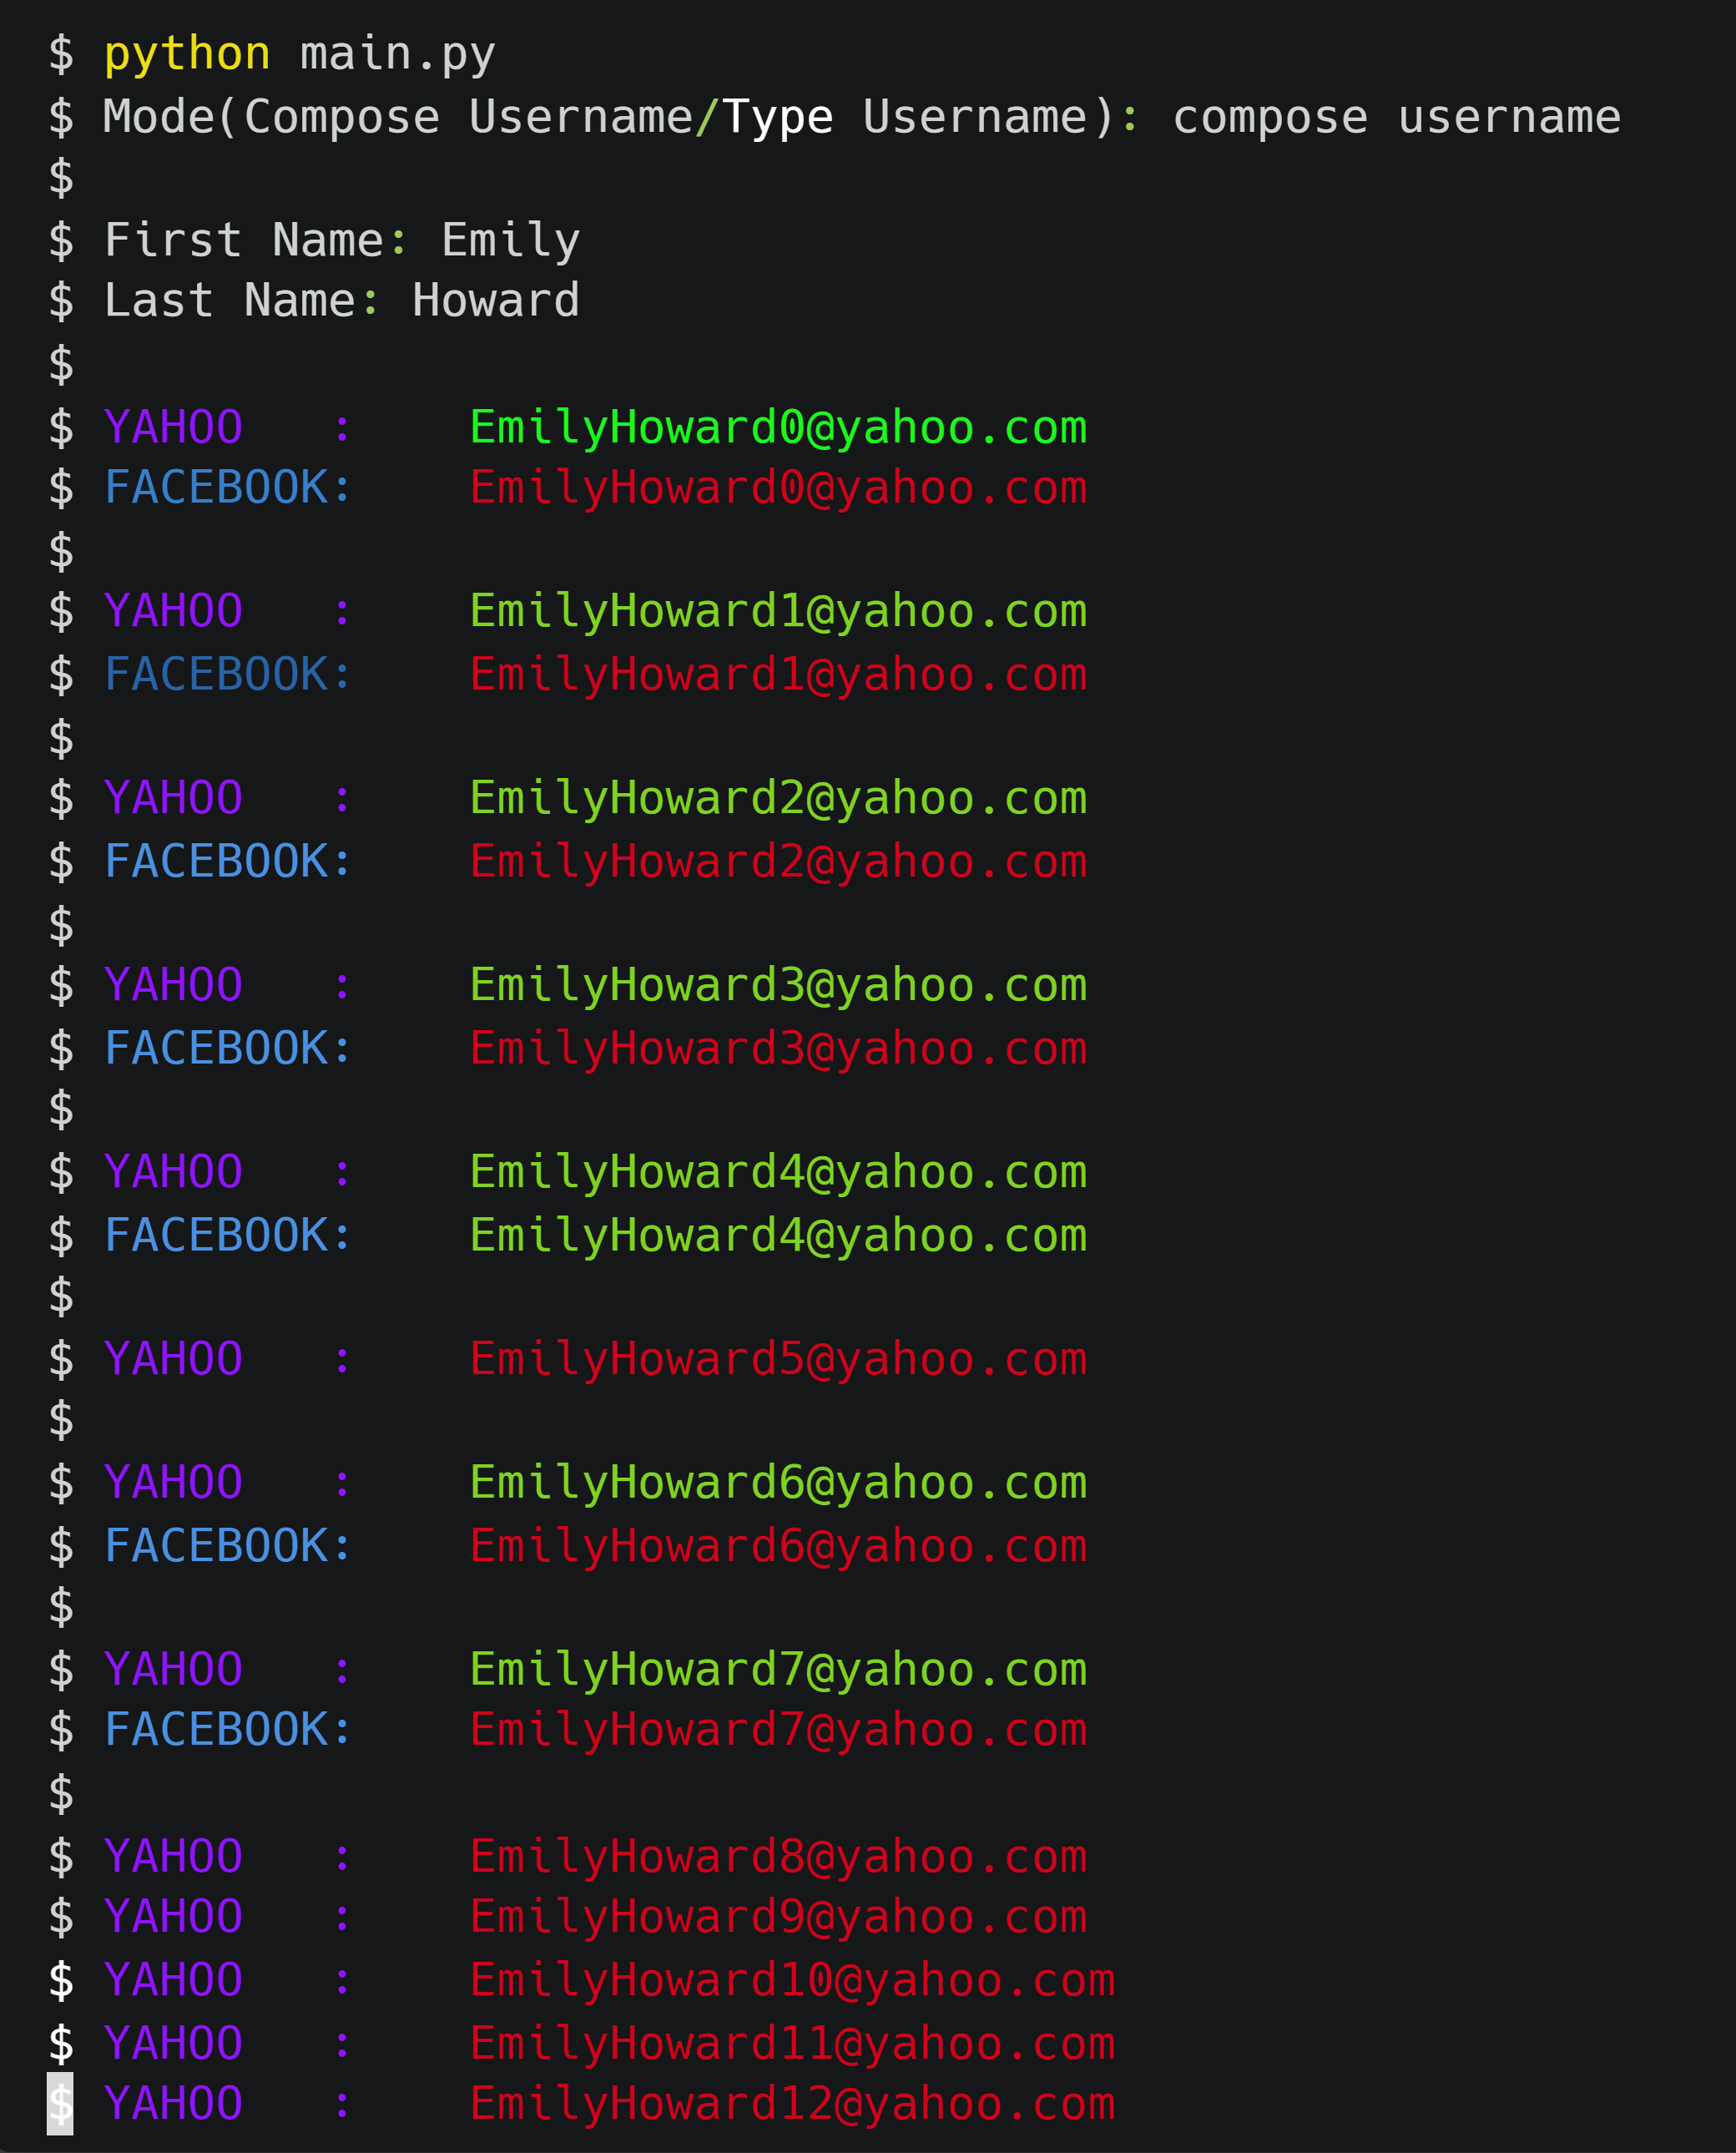 $ python main.py
$ Mode(Compose Username/Type Username): compose username
$
$ First Name: Emily
$ Last Name: Howard
$
$ YAHOO   :    EmilyHoward0@yahoo.com
$ FACEBOOK:    EmilyHoward0@yahoo.com
$
$ YAHOO   :    EmilyHoward1@yahoo.com
$ FACEBOOK:    EmilyHoward1@yahoo.com
$
$ YAHOO   :    EmilyHoward2@yahoo.com
$ FACEBOOK:    EmilyHoward2@yahoo.com
$
$ YAHOO   :    EmilyHoward3@yahoo.com
$ FACEBOOK:    EmilyHoward3@yahoo.com
$
$ YAHOO   :    EmilyHoward4@yahoo.com
$ FACEBOOK:    EmilyHoward4@yahoo.com
$
$ YAHOO   :    EmilyHoward5@yahoo.com
$
$ YAHOO   :    EmilyHoward6@yahoo.com
$ FACEBOOK:    EmilyHoward6@yahoo.com
$
$ YAHOO   :    EmilyHoward7@yahoo.com
$ FACEBOOK:    EmilyHoward7@yahoo.com
$
$ YAHOO   :    EmilyHoward8@yahoo.com
$ YAHOO   :    EmilyHoward9@yahoo.com
$ YAHOO   :    EmilyHoward10@yahoo.com
$ YAHOO   :    EmilyHoward11@yahoo.com
$ YAHOO   :    EmilyHoward12@yahoo.com